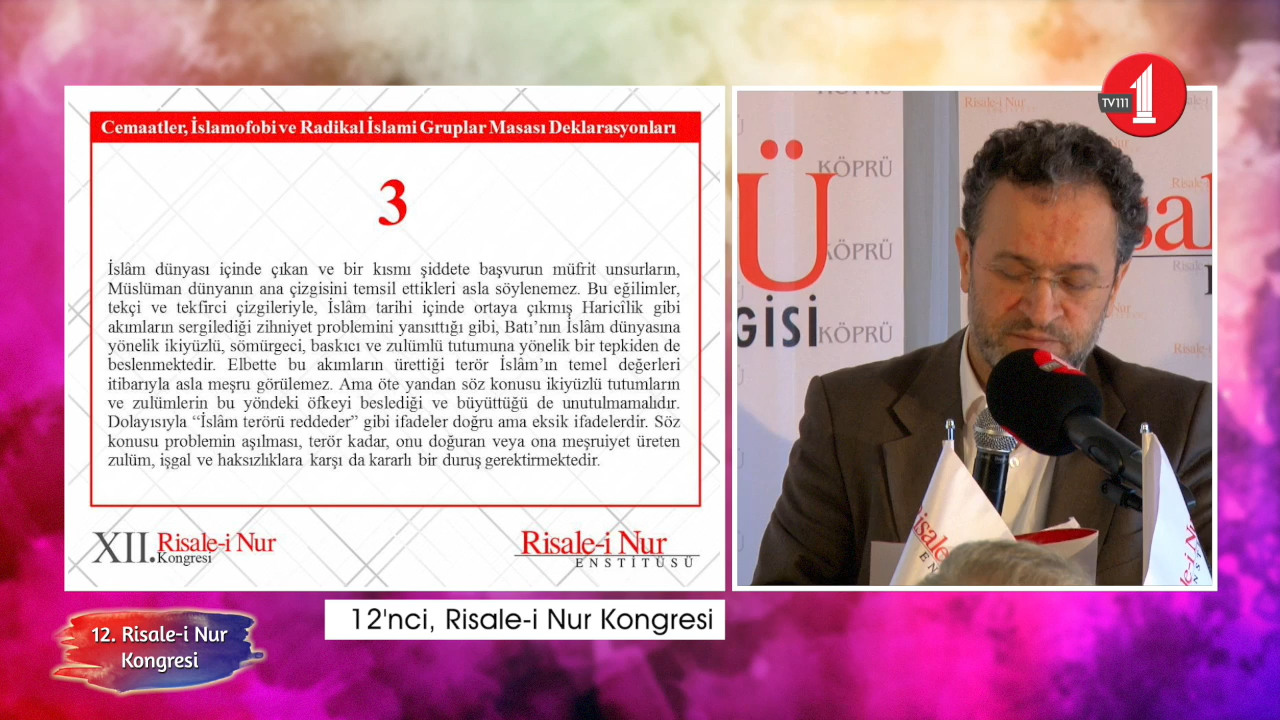 Cemaatler, İslamofobi ve Radikal İslami Gruplar Masası Deklarasyonları
3
İslâm dünyası içinde çıkan ve bir kısmı şiddete başvurun müfrit unsurların,
Müslüman dünyanın ana çizgisini temsil ettikleri asla söylenemez. Bu eğilimler,
tekçi ve tekfirci çizgileriyle, İslâm tarihi içinde ortaya çıkmış Haricilik gibi
akımların sergilediği zihniyet problemini yansıttığı gibi, Batı’nın İslâm dünyasına
yönelik ikiyüzlü, sömürgeci, baskıcı ve zulümlü tutumuna yönelik bir tepkiden de
beslenmektedir. Elbette bu akımların ürettiği terör İslâm’ın temel değerleri
itibarıyla asla meşru görülemez. Ama öte yandan söz konusu ikiyüzlü tutumların
ve zulümlerin bu yöndeki öfkeyi beslediği ve büyüttüğü de unutulmamalıdır.
Dolayısıyla “İslâm terörü reddeder” gibi ifadeler doğru ama eksik ifadelerdir. Söz
konusu problemin aşılması, terör kadar, onu doğuran veya ona meşruiyet üreten
zulüm, işgal ve haksızlıklara karşı da kararlı bir duruş gerektirmektedir.
XII. Risale-i Nur
Kongresi
Risale-i Nur
ENSTİTÜSÜ
12'nci, Risale-i Nur Kongresi
12. Risale-i Nur
Kongresi
TV111
1
Risale-i Nur
KÖPRÜ
Ü
KÖPRÜ
GİSİ
KÖPRÜ
Risale